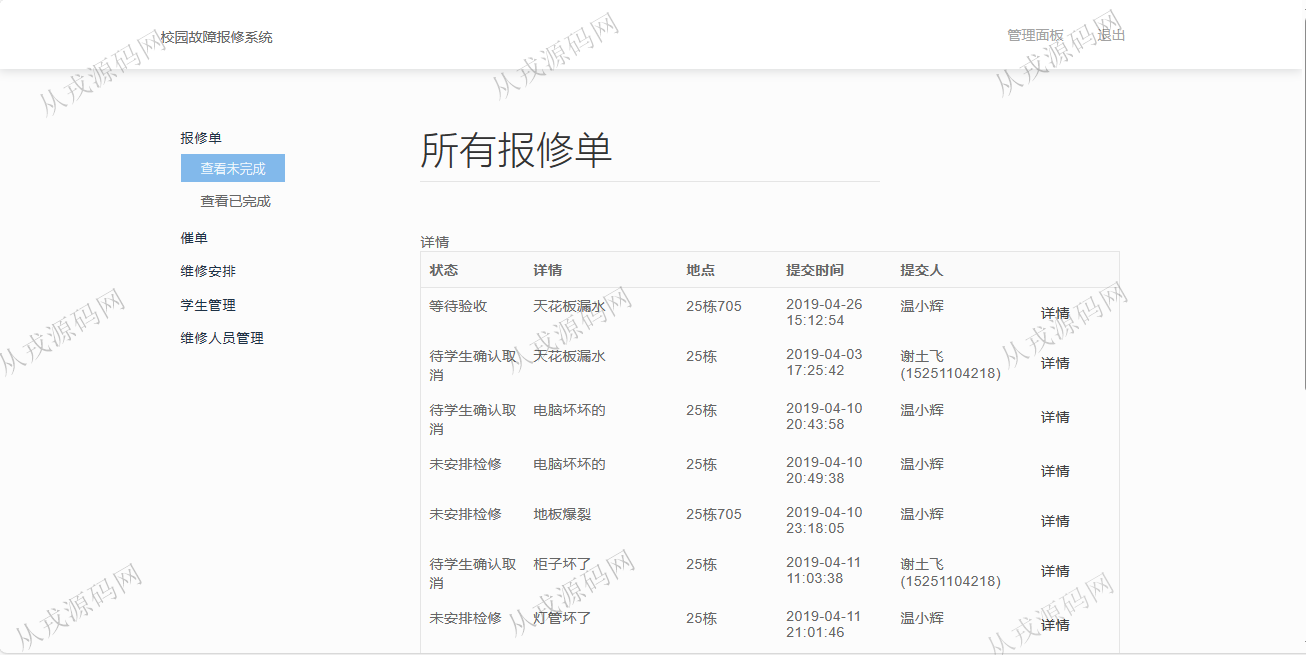 校园故障报修系统
管理面板 退出
报修单
查看未完成
查看已完成
催单
维修安排
学生管理
维修人员管理
所有报修单
详情
状态 详情 地点 提交时间 提交人
等待验收 天花板漏水 25栋705 2019-04-26 15:12:54 温小辉 详情
待学生确认取消 天花板漏水 25栋 2019-04-03 17:25:42 谢土飞(15251104218) 详情
待学生确认取消 电脑坏坏的 25栋 2019-04-10 20:43:58 温小辉 详情
未安排检修 电脑坏坏的 25栋 2019-04-10 20:49:38 温小辉 详情
未安排检修 地板爆裂 25栋705 2019-04-10 23:18:05 温小辉 详情
待学生确认取消 柜子坏了 25栋 2019-04-11 11:03:38 谢土飞(15251104218) 详情
未安排检修 灯管坏了 25栋 2019-04-11 21:01:46 温小辉 详情
从戎源码网
从戎源码网
从戎源码网
从戎源码网
从戎源码网
从戎源码网
从戎源码网
从戎源码网
从戎源码网